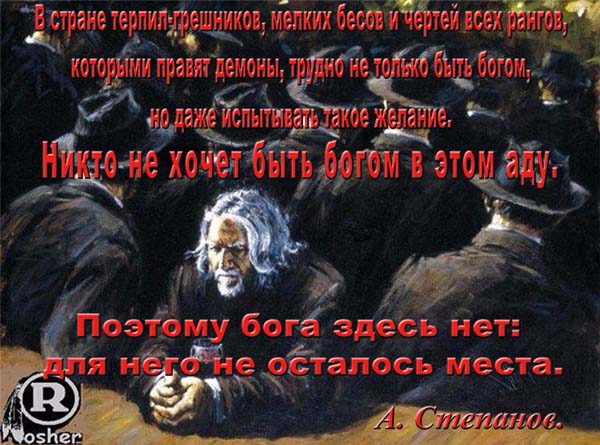 В стране терпил-грешников, мелких бесов и чертей всех рангов,
которыми правят демоны, трудно не только быть богом,
но даже испытывать такое желание.
Никто не хочет быть богом в этом аду.
Поэтому бога здесь нет:
для него не осталось места.
А. Степанов.
R
Nosher